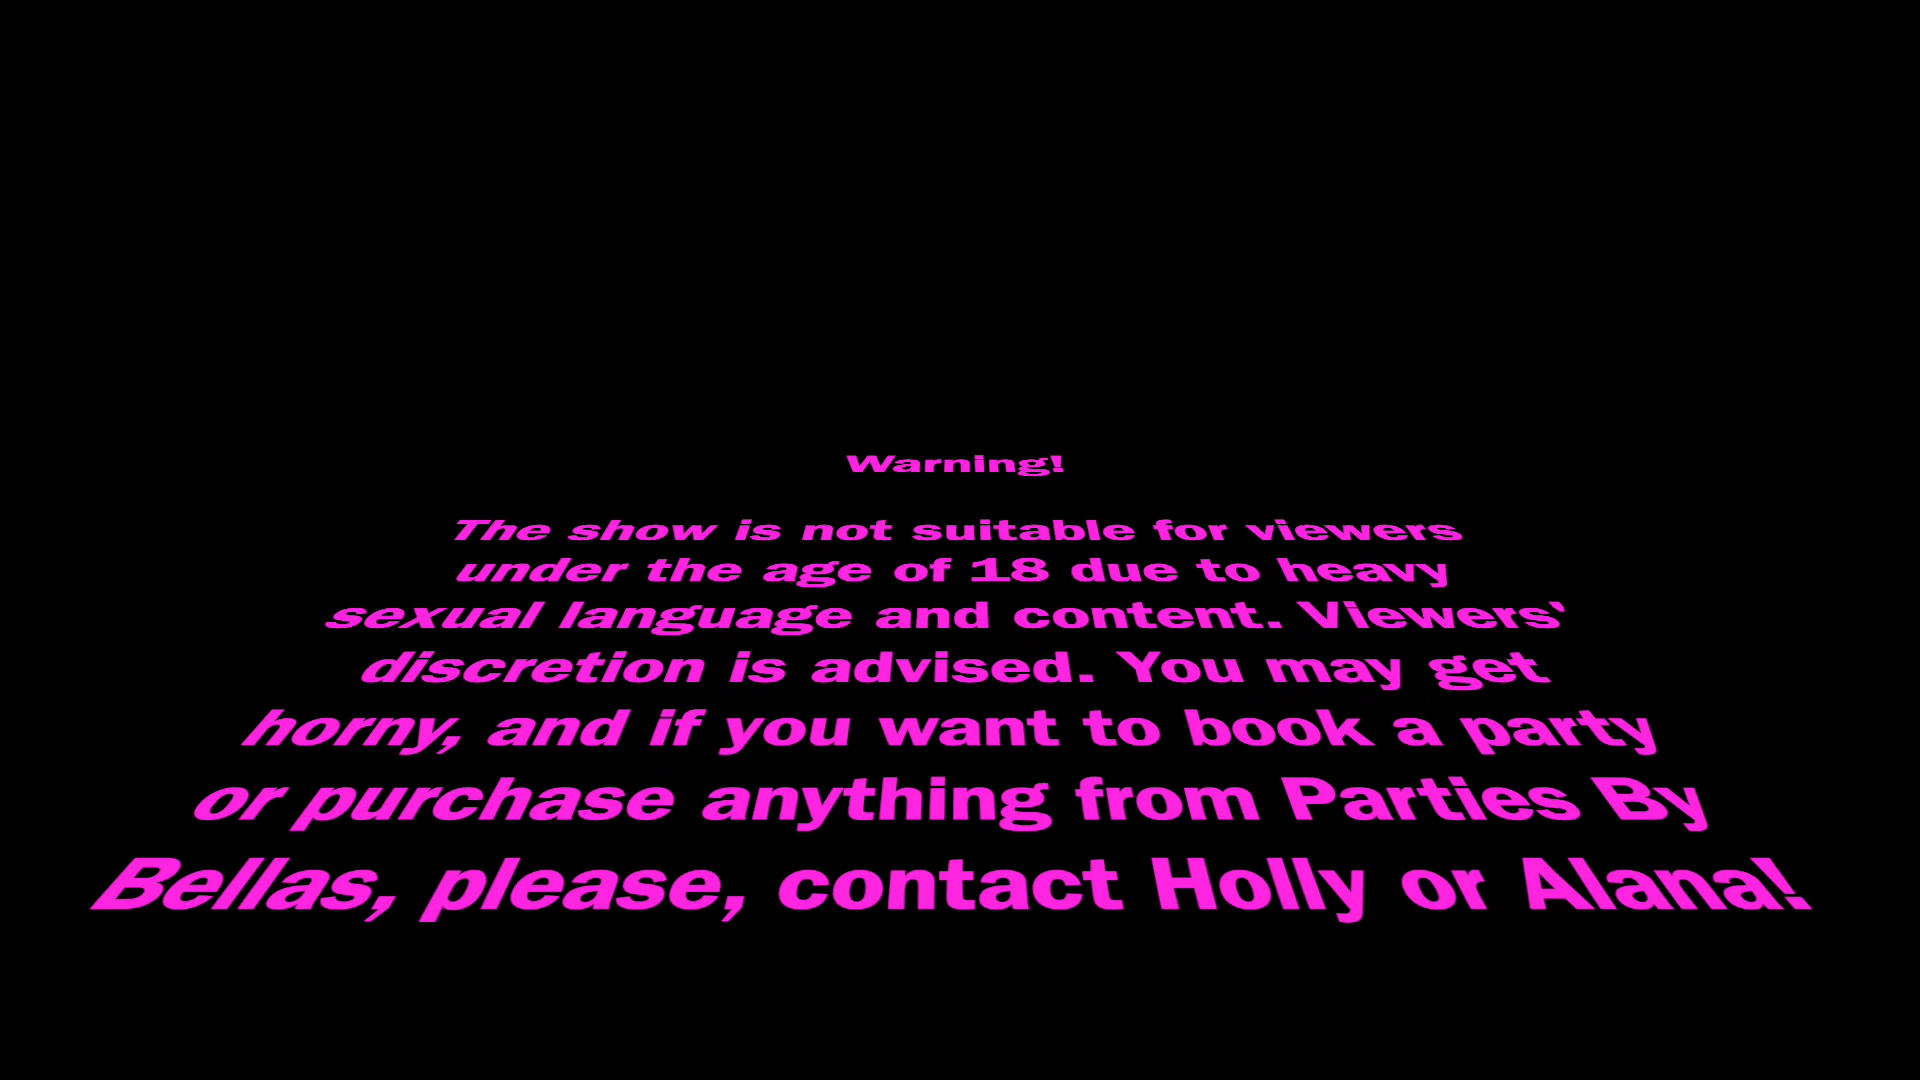 Warning!
The show is not suitable for viewers
under the age of 18 due to heavy
sexual language and content. Viewers'
discretion is advised. You may get
horny, and if you want to book a party
or purchase anything from Parties By
Bellas, please, contact Holly or Alana!